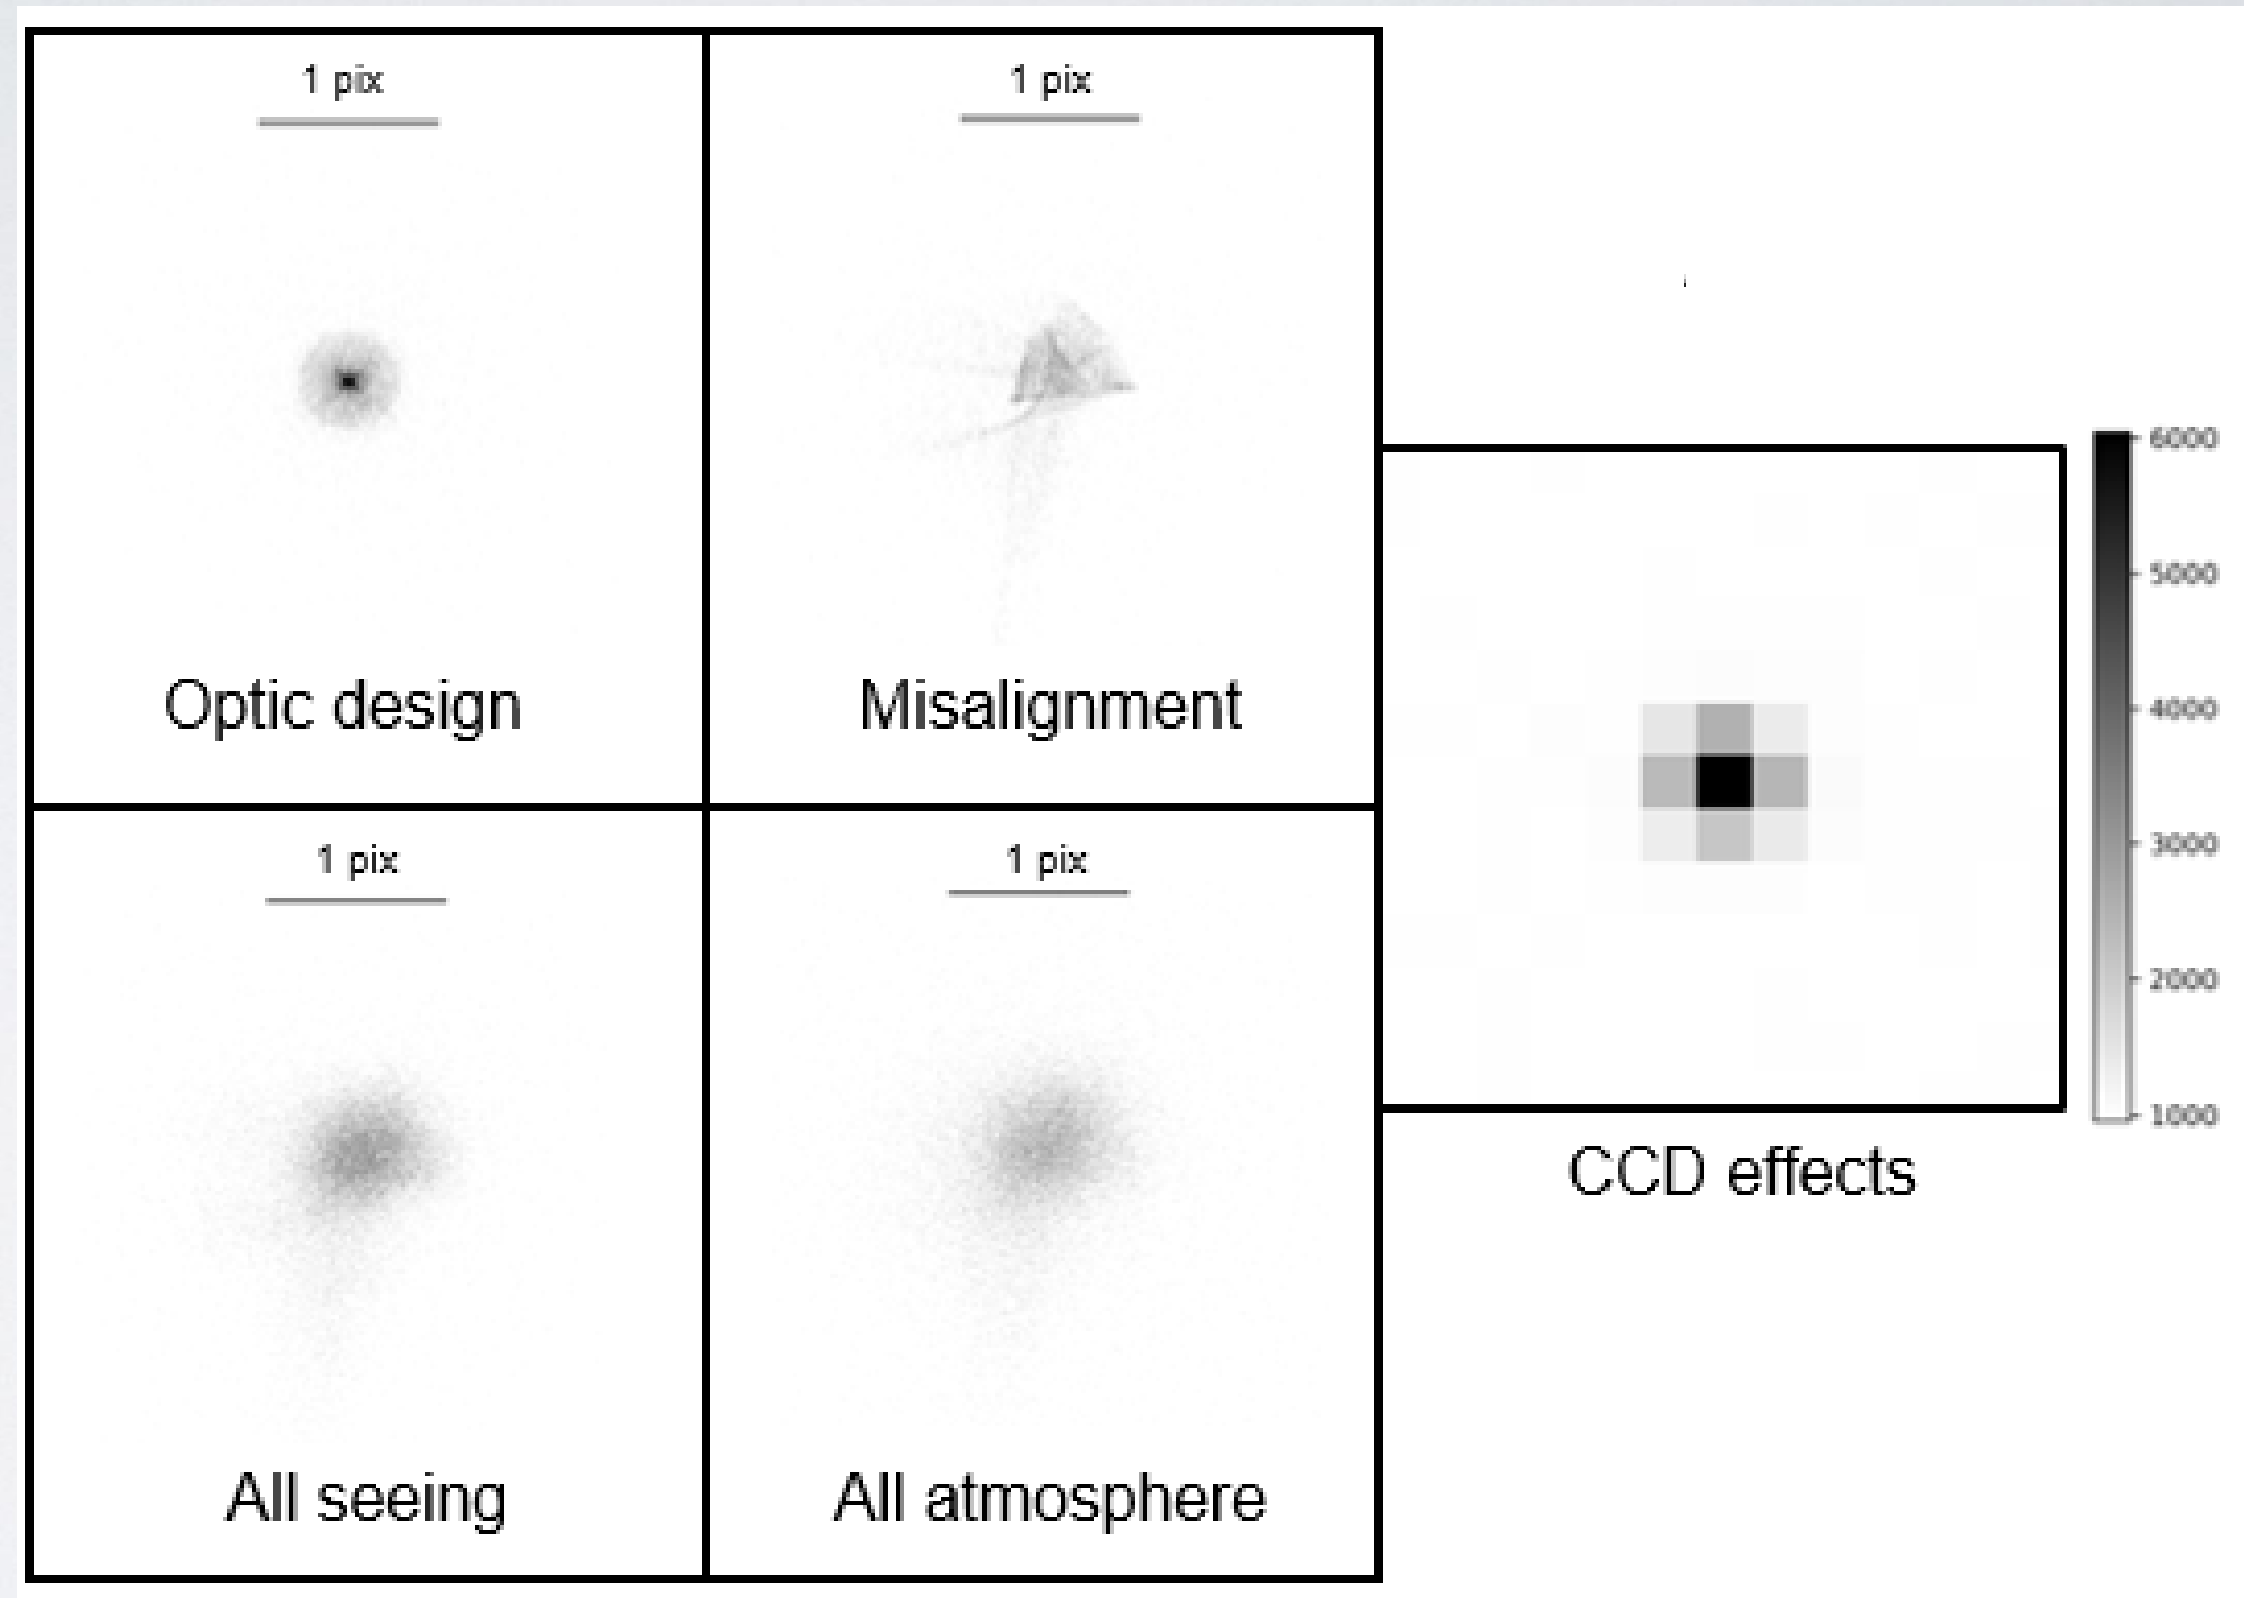 1 pix
Optic design
1 pix
Misalignment
1 pix
All seeing
1 pix
All atmosphere
6000
5000
4000
3000
2000
1000
CCD effects